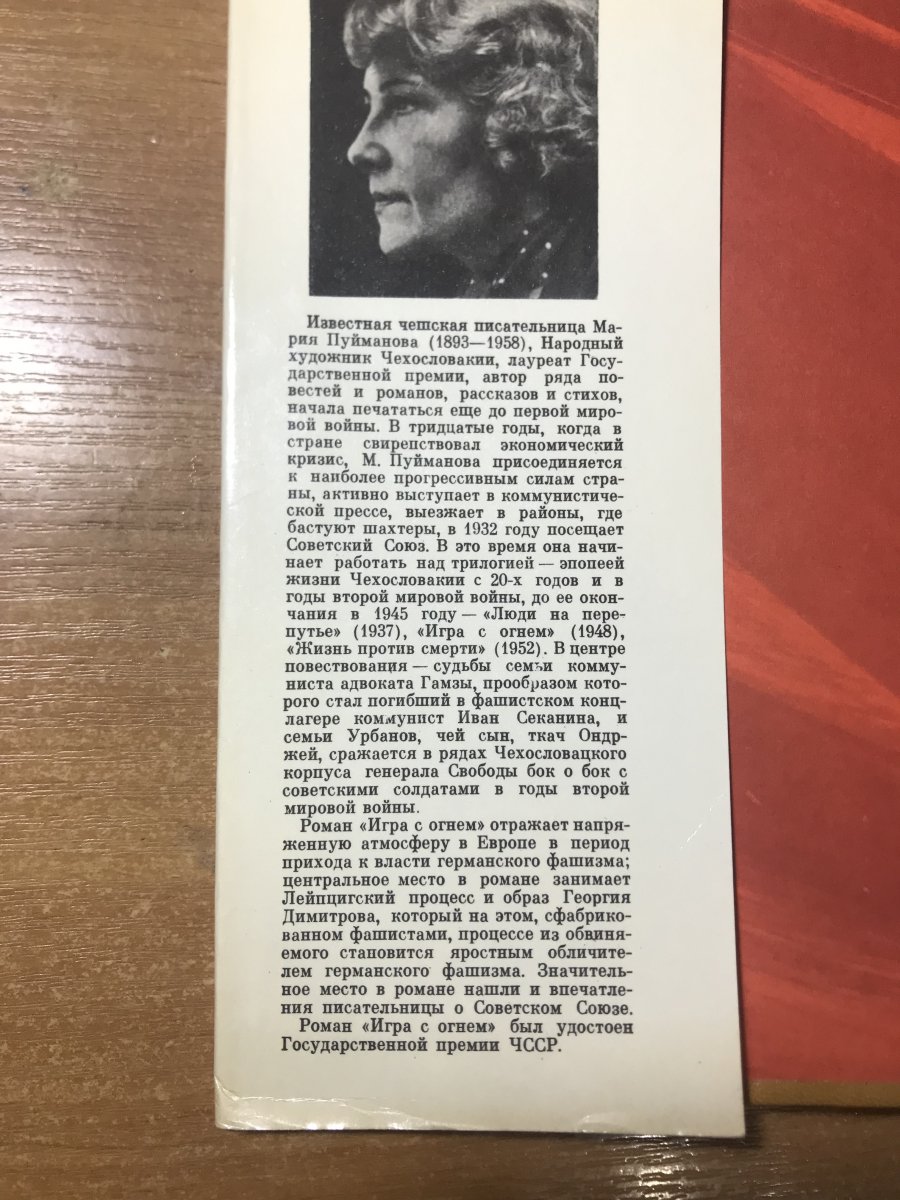 Известная чешская писательница Ма-
рия Пуйманова (1893—1958), Народный
художник Чехословакии, лауреат Госу-
дарственной премии, автор ряда по-
вестей и романов, рассказов и стихов,
начала печататься еще до первой миро-
вой войны. В тридцатые годы, когда в
стране свирепствовал экономический
кризис, М. Пуйманова присоединяется
к наиболее прогрессивным силам стра-
ны, активно выступает в коммунистиче-
ской прессе, выезжает в районы, где
бастуют шахтеры, в 1932 году посещает
Советский Союз. В это время она начи-
нает работать над трилогией — эпопеей
жизни Чехословакии с 20-х годов и в
годы второй мировой войны, до ее окон-
чания в 1945 году — «Люди на пере-
путье» (1937), «Игра с огнем» (1948),
«Жизнь против смерти» (1952). В центре
повествования — судьбы семьи комму-
ниста адвоката Гамзы, прообразом кото-
рого стал погибший в фашистском конц-
лагере коммунист Иван Секанина, и
семьи Урбанов, чей сын, ткач Ондр-
жей, сражается в рядах Чехословацкого
корпуса генерала Свободы бок о бок с
советскими солдатами в годы второй
мировой войны.
Роман «Игра с огнем» отражает напря-
женную атмосферу в Европе в период
прихода к власти германского фашизма;
центральное место в романе занимает
Лейпцигский процесс и образ Георгия
Димитрова, который на этом, сфабрико-
ванном фашистами, процессе из обвиня-
емого становится яростным обличите-
лем германского фашизма. Значитель-
ное место в романе нашли и впечатле-
ния писательницы о Советском Союзе.
Роман «Игра с огнем» был удостоен
Государственной премии ЧССР.